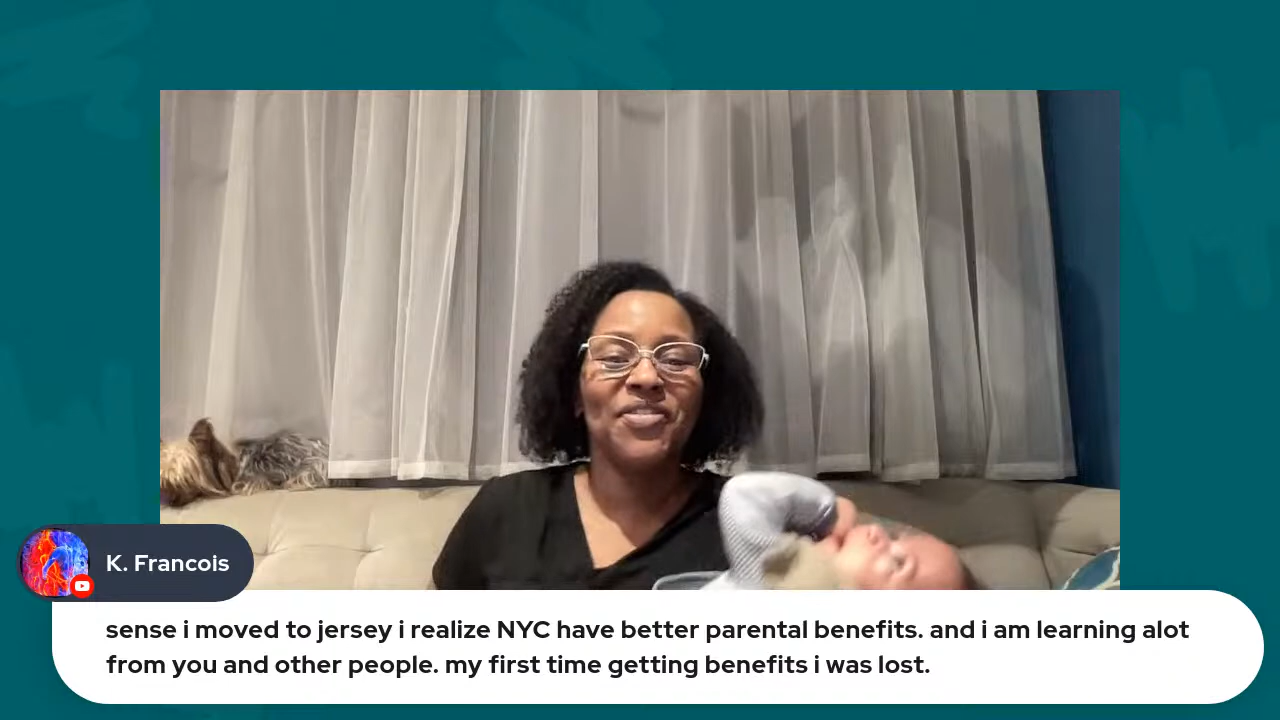 K. Francois
sense i moved to jersey i realize NYC have better parental benefits. and i am learning alot
from you and other people. my first time getting benefits i was lost.